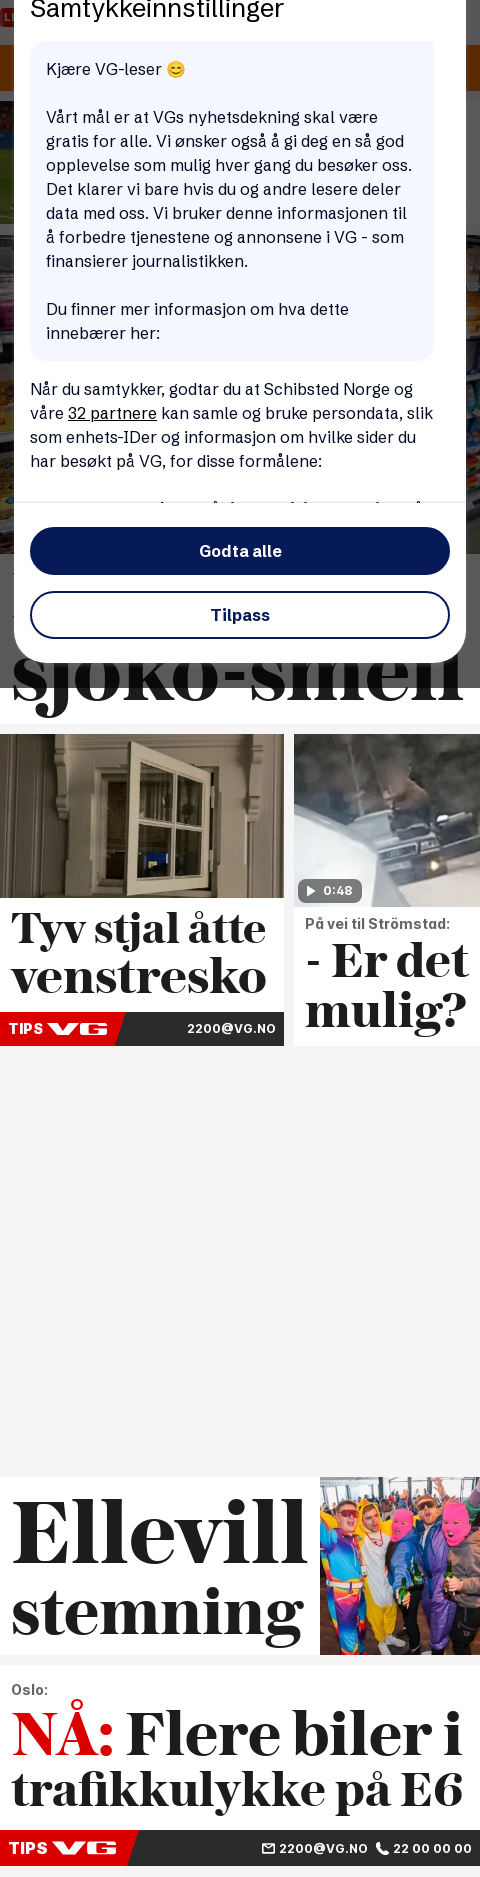 Samtykkeinnstillinger
Kjære VG-leser 😊
Vårt mål er at VGs nyhetsdekning skal være
gratis for alle. Vi ønsker også å gi deg en så god
opplevelse som mulig hver gang du besøker oss.
Det klarer vi bare hvis du og andre lesere deler
data med oss. Vi bruker denne informasjonen til
å forbedre tjenestene og annonsene i VG - som
finansierer journalistikken.
Du finner mer informasjon om hva dette
innebærer her:
Når du samtykker, godtar du at Schibsted Norge og
våre 32 partnere kan samle og bruke persondata, slik
som enhets-IDer og informasjon om hvilke sider du
har besøkt på VG, for disse formålene:
Godta alle
Tilpass
sjoko-smell
Tyv stjal åtte
venstresko
TIPS VG 2200@VG.NO
0:48
På vei til Strömstad:
- Er det
mulig?
Ellevill
stemning
Oslo:
NÅ: Flere biler i
trafikkulykke på E6
TIPS VG 2200@VG.NO 22 00 00 00